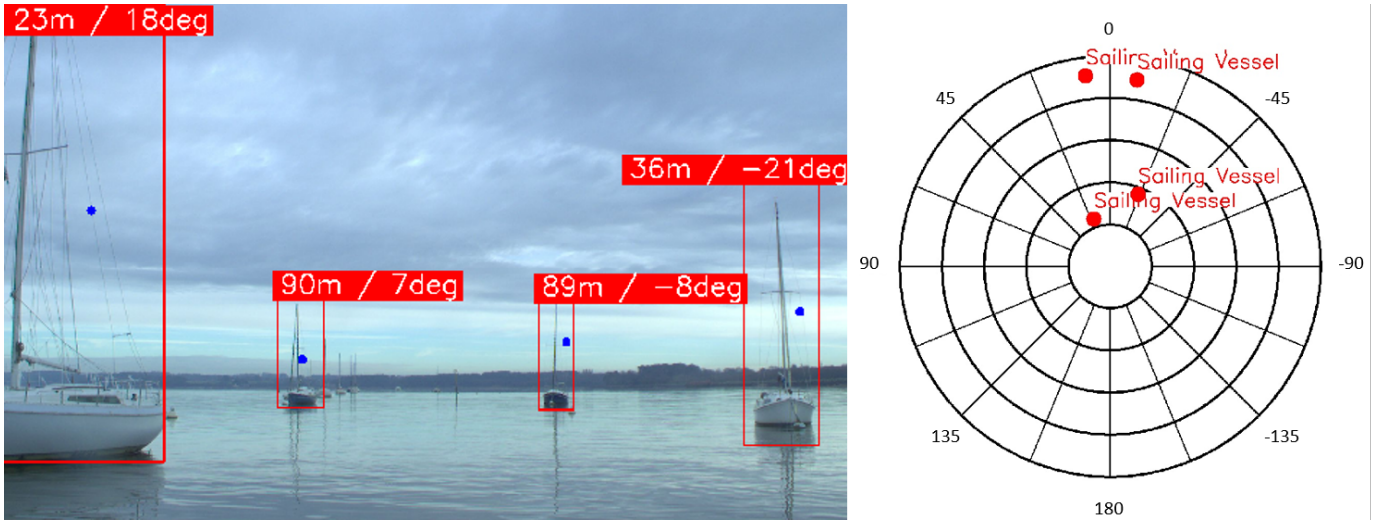 23m / 18deg
36m / -21deg
90m / 7deg
89m / -8deg
0
Sailing Vessel
45
-45
Sailing Vessel
Sailing Vessel
90
-90
135
-135
180